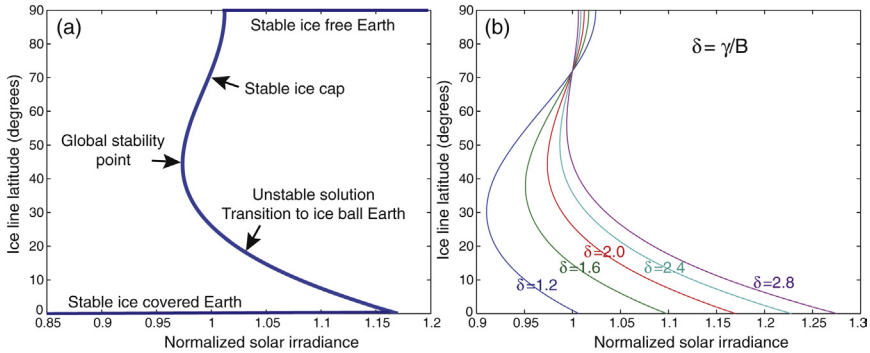 (a)
Stable ice free Earth
Stable ice cap
Global stability
point
Unstable solution
Transition to ice ball Earth
Stable ice covered Earth
Ice line latitude (degrees)
90
80
70
60
50
40
30
20
10
0
0.85
0.9
0.95
1
1.05
1.1
1.15
1.2
Normalized solar irradiance
(b)
δ= γ/B
δ=1.2
δ=1.6
δ=2.0
δ=2.4
δ=2.8
Ice line latitude (degrees)
90
80
70
60
50
40
30
20
10
0
0.9
0.95
1
1.05
1.1
1.15
1.2
1.25
1.3
Normalized solar irradiance